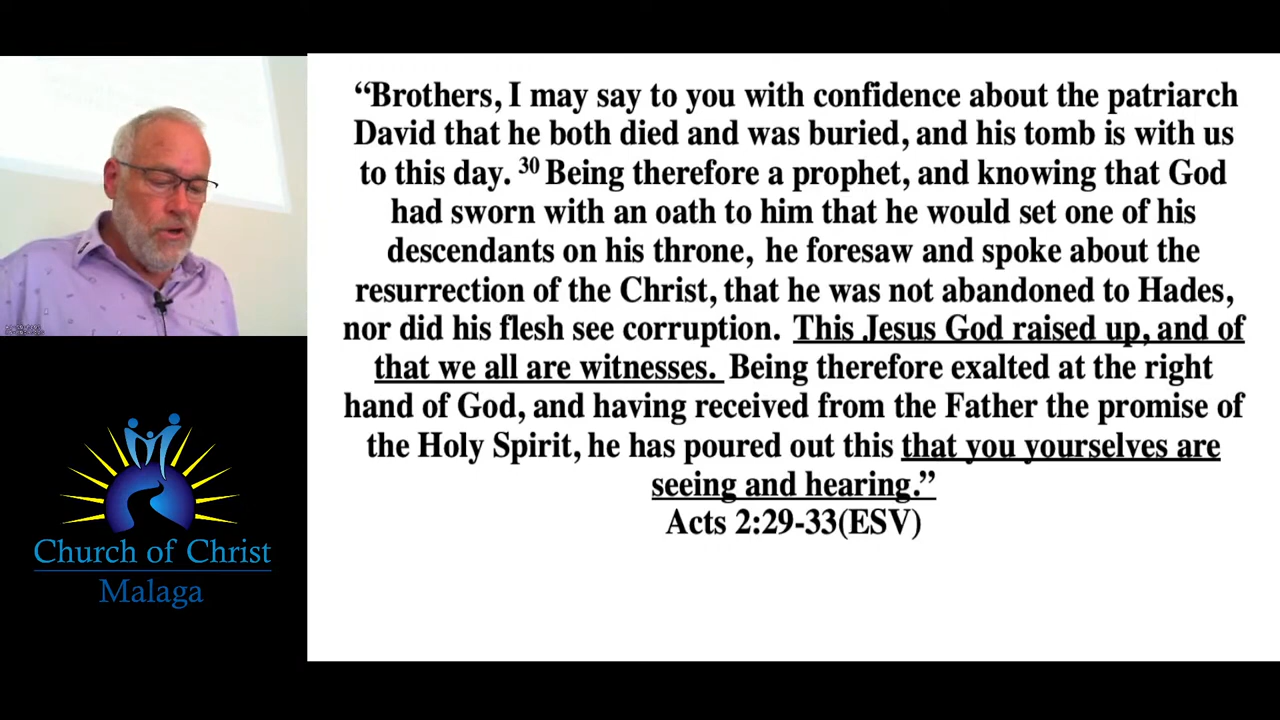 “Brothers, I may say to you with confidence about the patriarch
David that he both died and was buried, and his tomb is with us
to this day. ³⁰ Being therefore a prophet, and knowing that God
had sworn with an oath to him that he would set one of his
descendants on his throne, he foresaw and spoke about the
resurrection of the Christ, that he was not abandoned to Hades,
nor did his flesh see corruption. This Jesus God raised up, and of
that we all are witnesses. Being therefore exalted at the right
hand of God, and having received from the Father the promise of
the Holy Spirit, he has poured out this that you yourselves are
seeing and hearing.”
Acts 2:29-33(ESV)
Church of Christ
Malaga